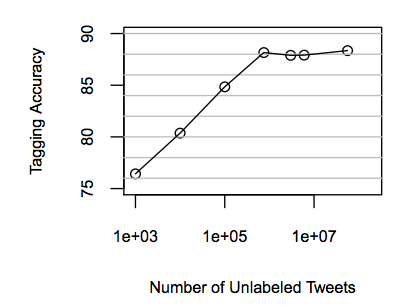 Tagging Accuracy
90
85
80
75
1e+03 1e+05 1e+07
Number of Unlabeled Tweets